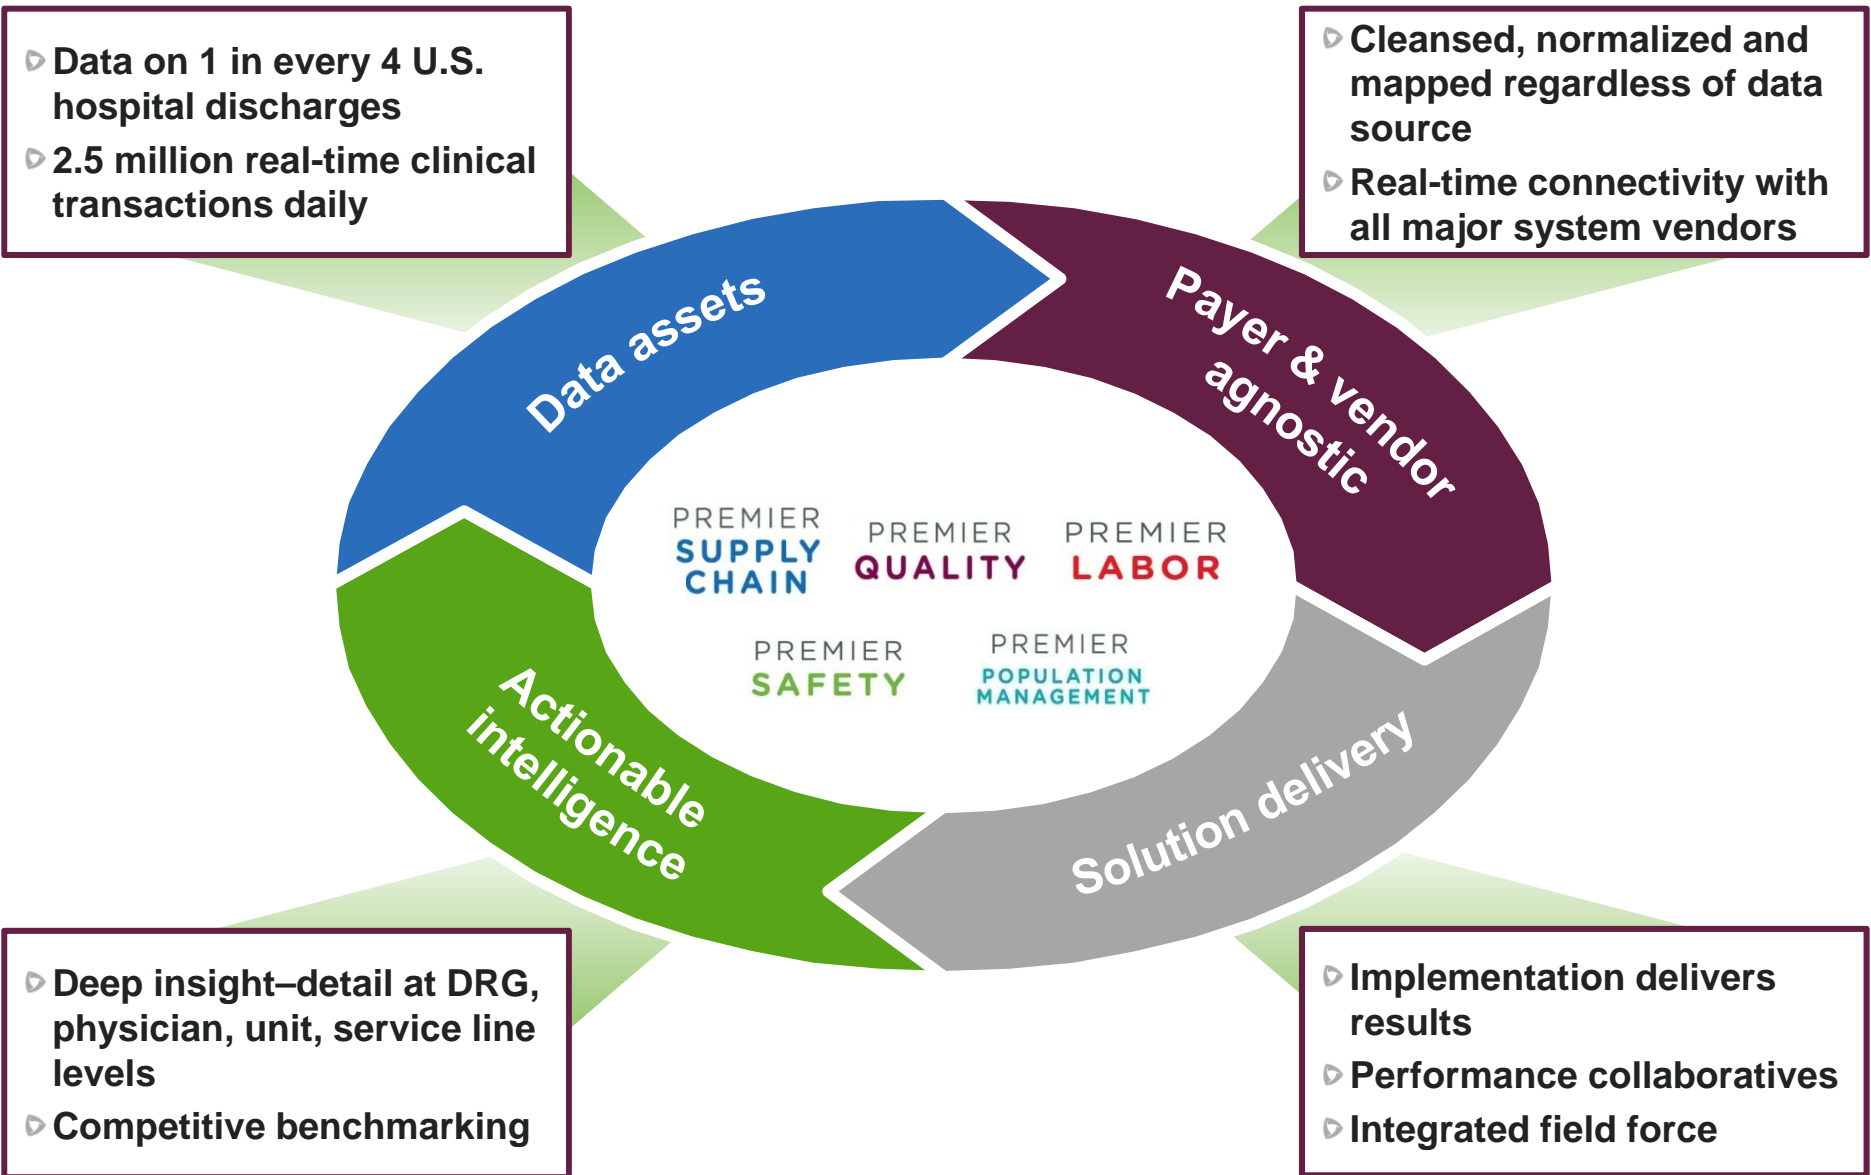 Data on 1 in every 4 U.S.
hospital discharges
2.5 million real-time clinical
transactions daily
Cleansed, normalized and
mapped regardless of data
source
Real-time connectivity with
all major system vendors
Data assets
Payer & vendor
agnostic
PREMIER
SUPPLY
CHAIN
PREMIER
QUALITY
PREMIER
LABOR
PREMIER
SAFETY
PREMIER
POPULATION
MANAGEMENT
Actionable
intelligence
Solution delivery
Deep insight–detail at DRG,
physician, unit, service line
levels
Competitive benchmarking
Implementation delivers
results
Performance collaboratives
Integrated field force